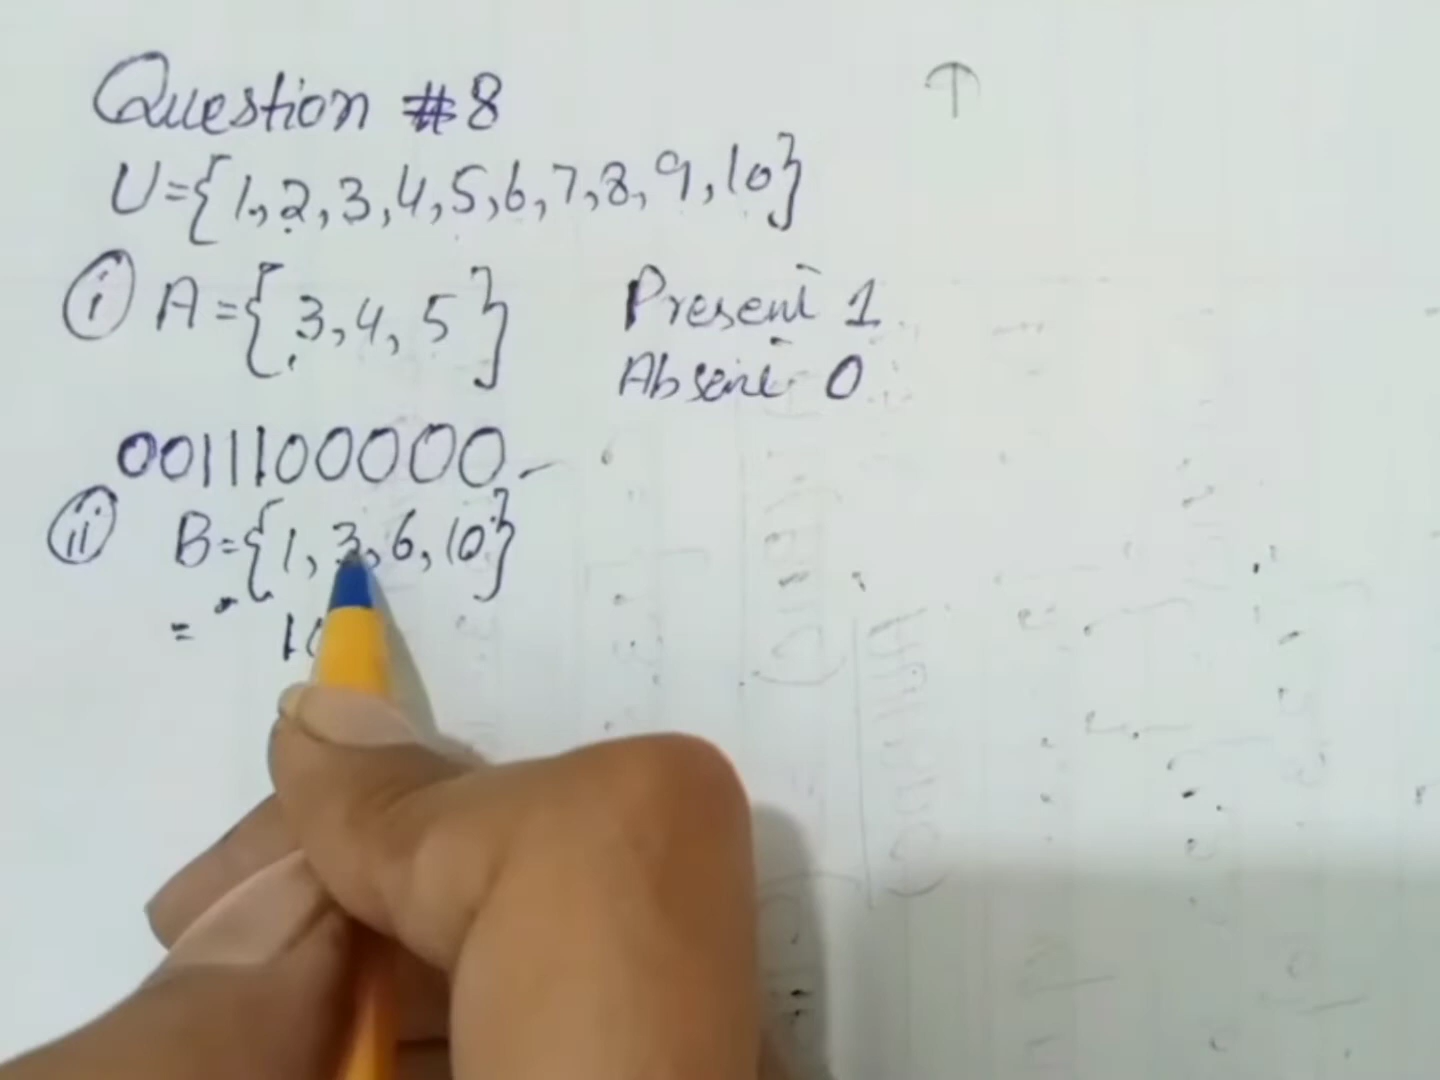 Question #8
U={1,2,3,4,5,6,7,8,9,10}
i A={3,4,5}
Present 1
Absent 0
0011100000
ii B={1,3,6,10}
= 10